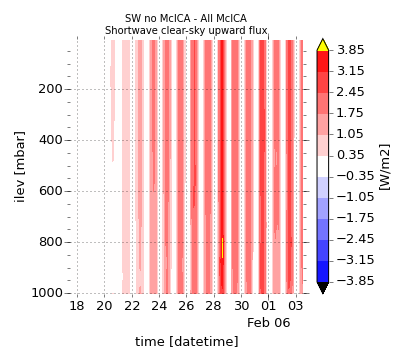 SW no McICA - All McICA
Shortwave clear-sky upward flux
ilev [mbar]
200
400
600
800
1000
18 20 22 24 26 28 30 01 03
Feb 06
time [datetime]
3.85
3.15
2.45
1.75
1.05
0.35
−0.35
−1.05
−1.75
−2.45
−3.15
−3.85
[W/m2]